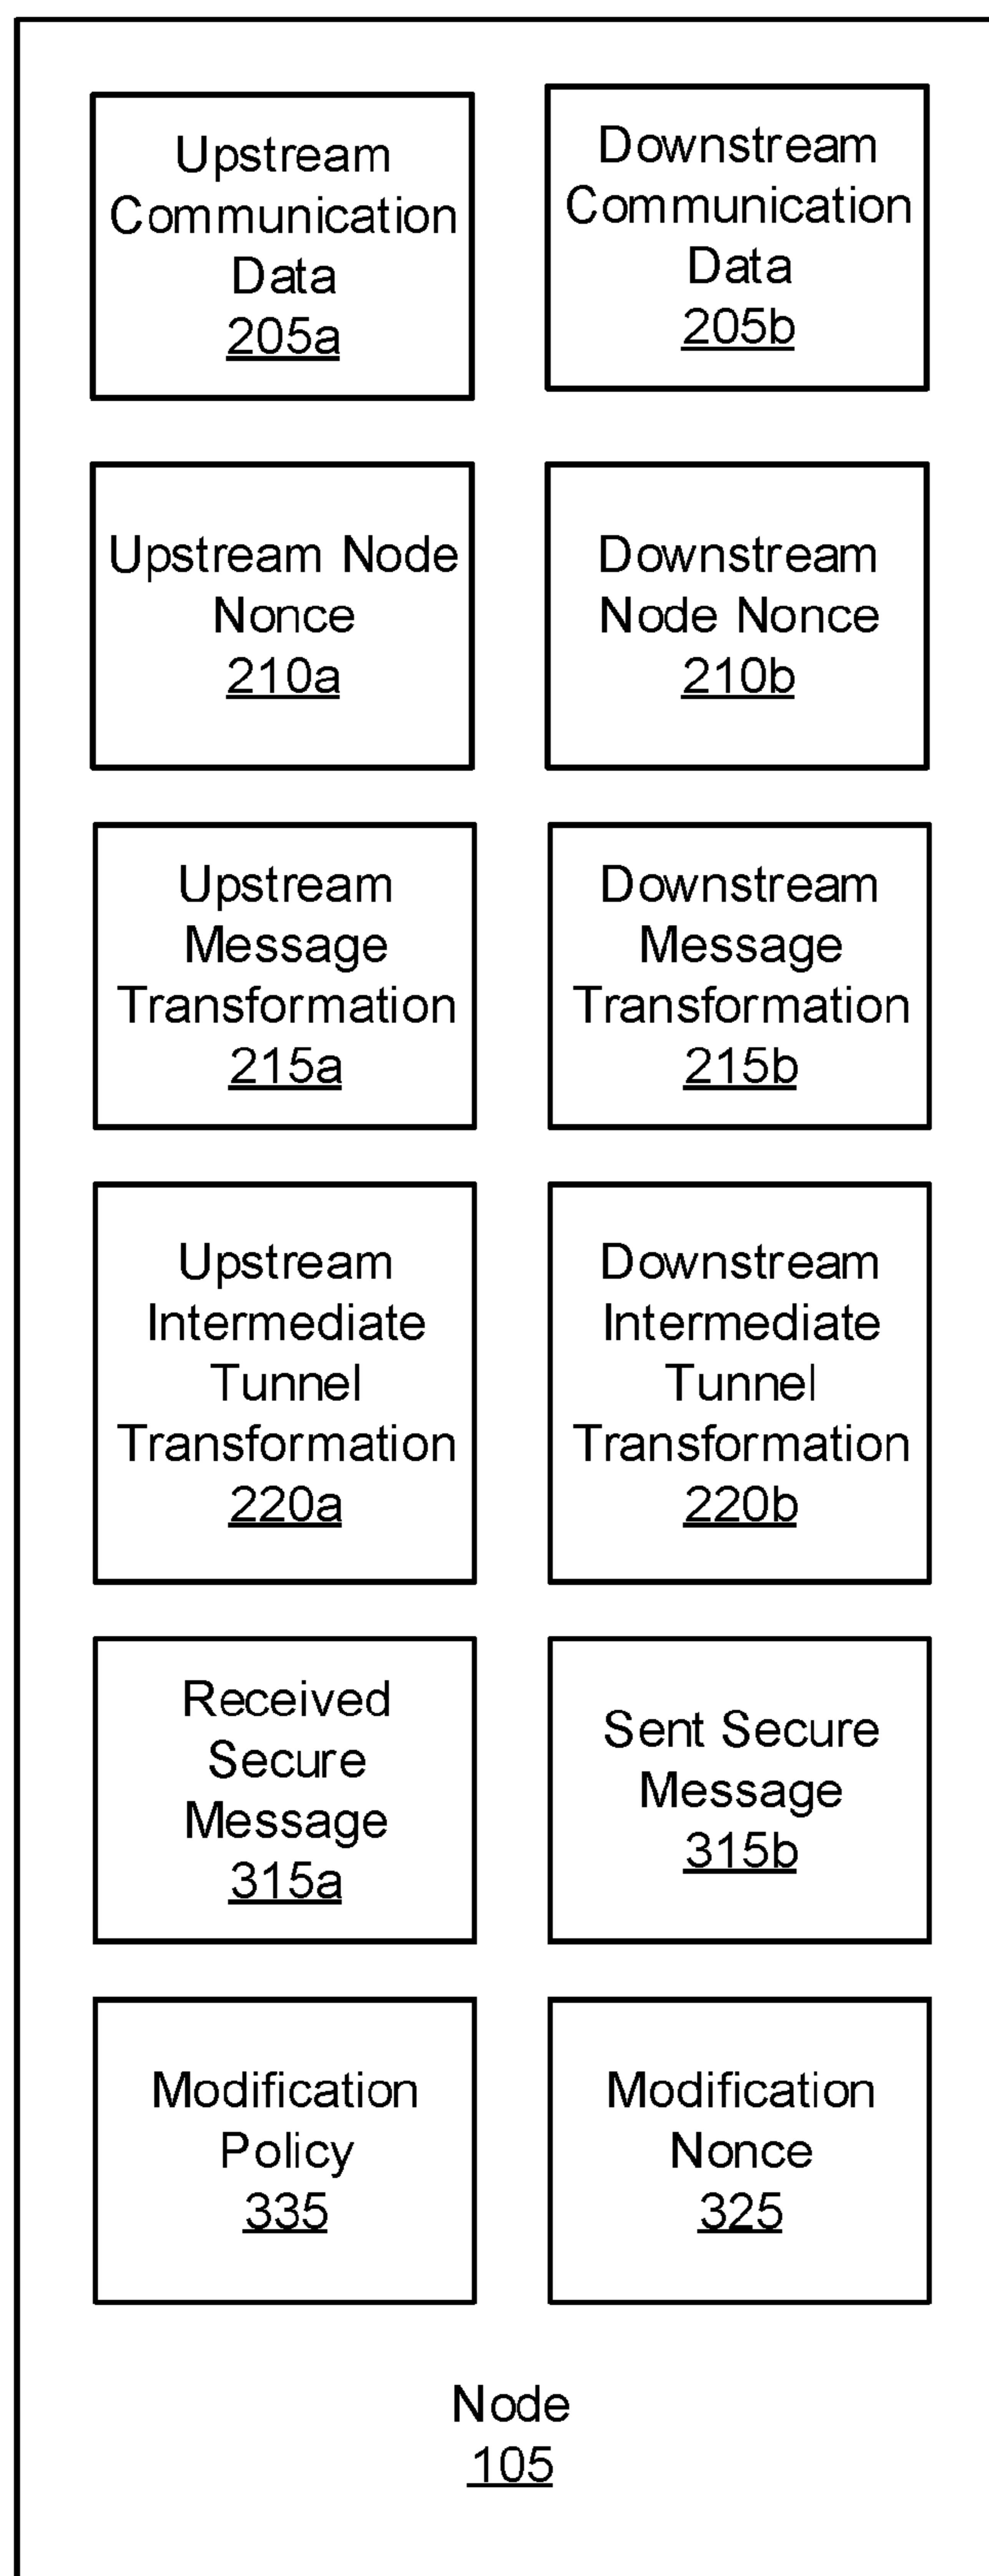 Upstream
Communication
Data
205a
Downstream
Communication
Data
205b
Upstream Node
Nonce
210a
Downstream
Node Nonce
210b
Upstream
Message
Transformation
215a
Downstream
Message
Transformation
215b
Upstream
Intermediate
Tunnel
Transformation
220a
Downstream
Intermediate
Tunnel
Transformation
220b
Received
Secure
Message
315a
Sent Secure
Message
315b
Modification
Policy
335
Modification
Nonce
325
Node
105